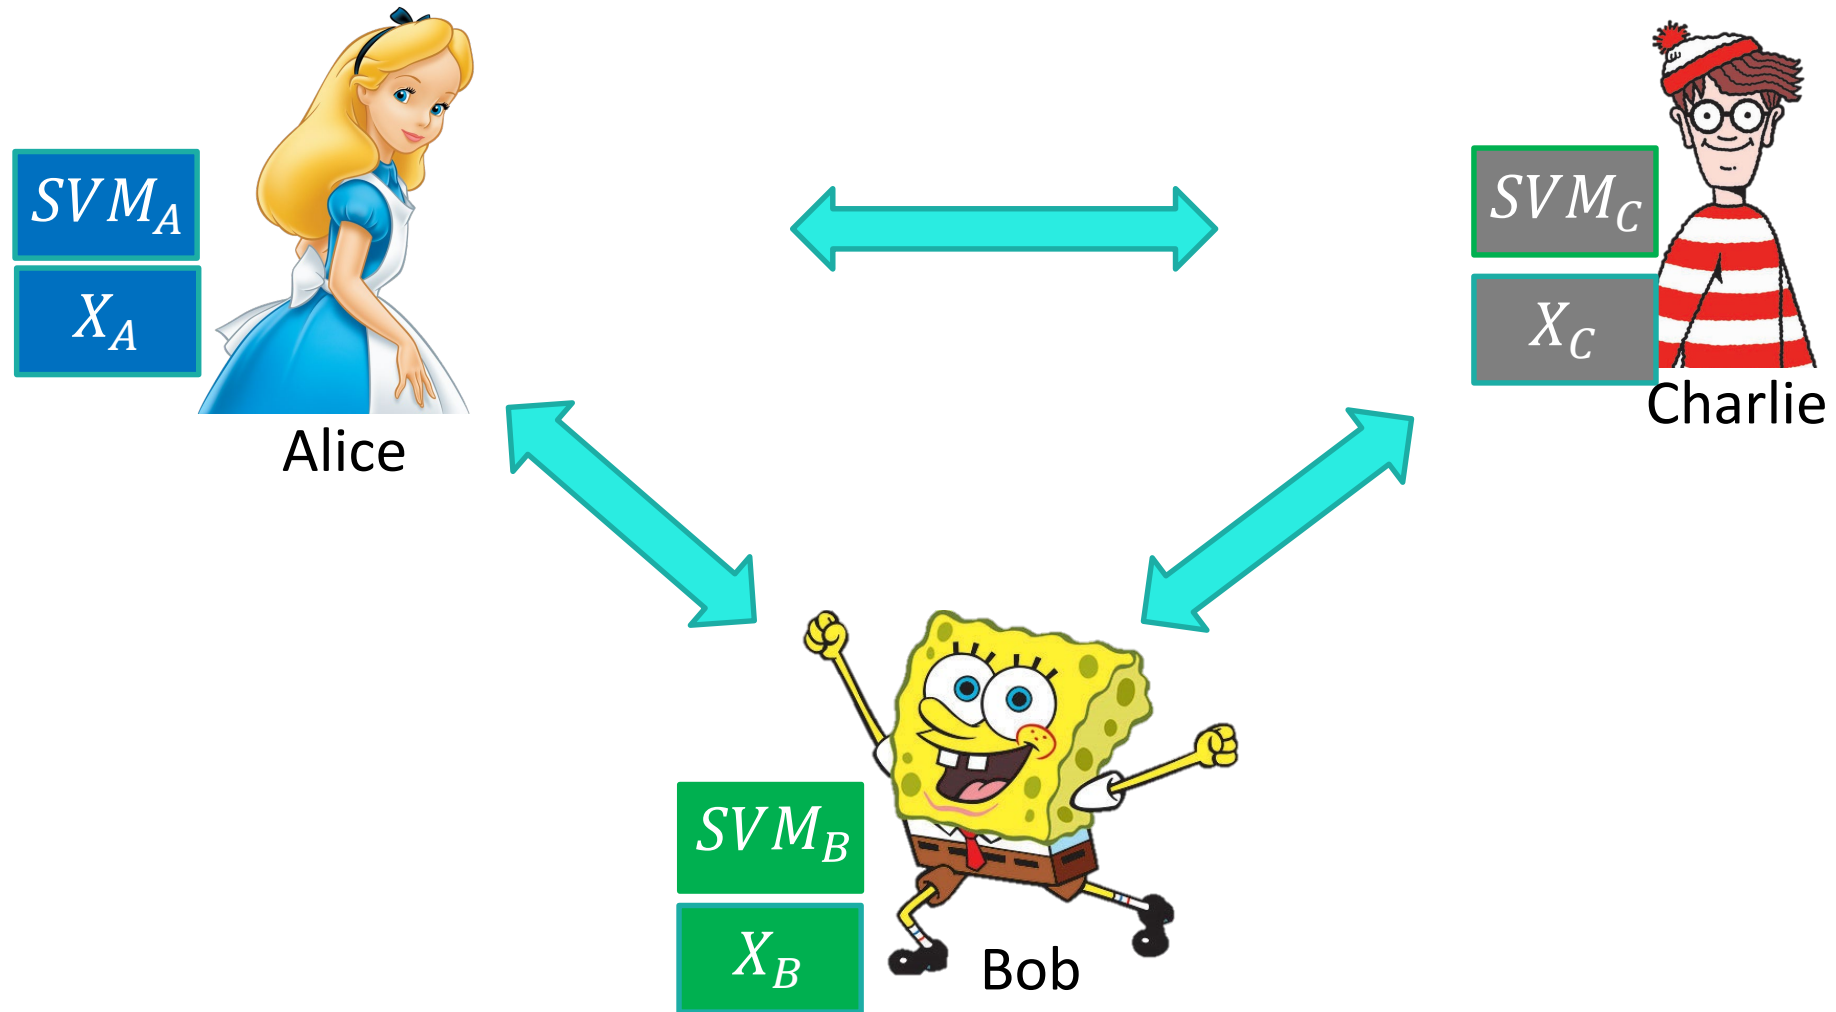 SVM_A
X_A
Alice
SVM_C
X_C
Charlie
SVM_B
X_B
Bob